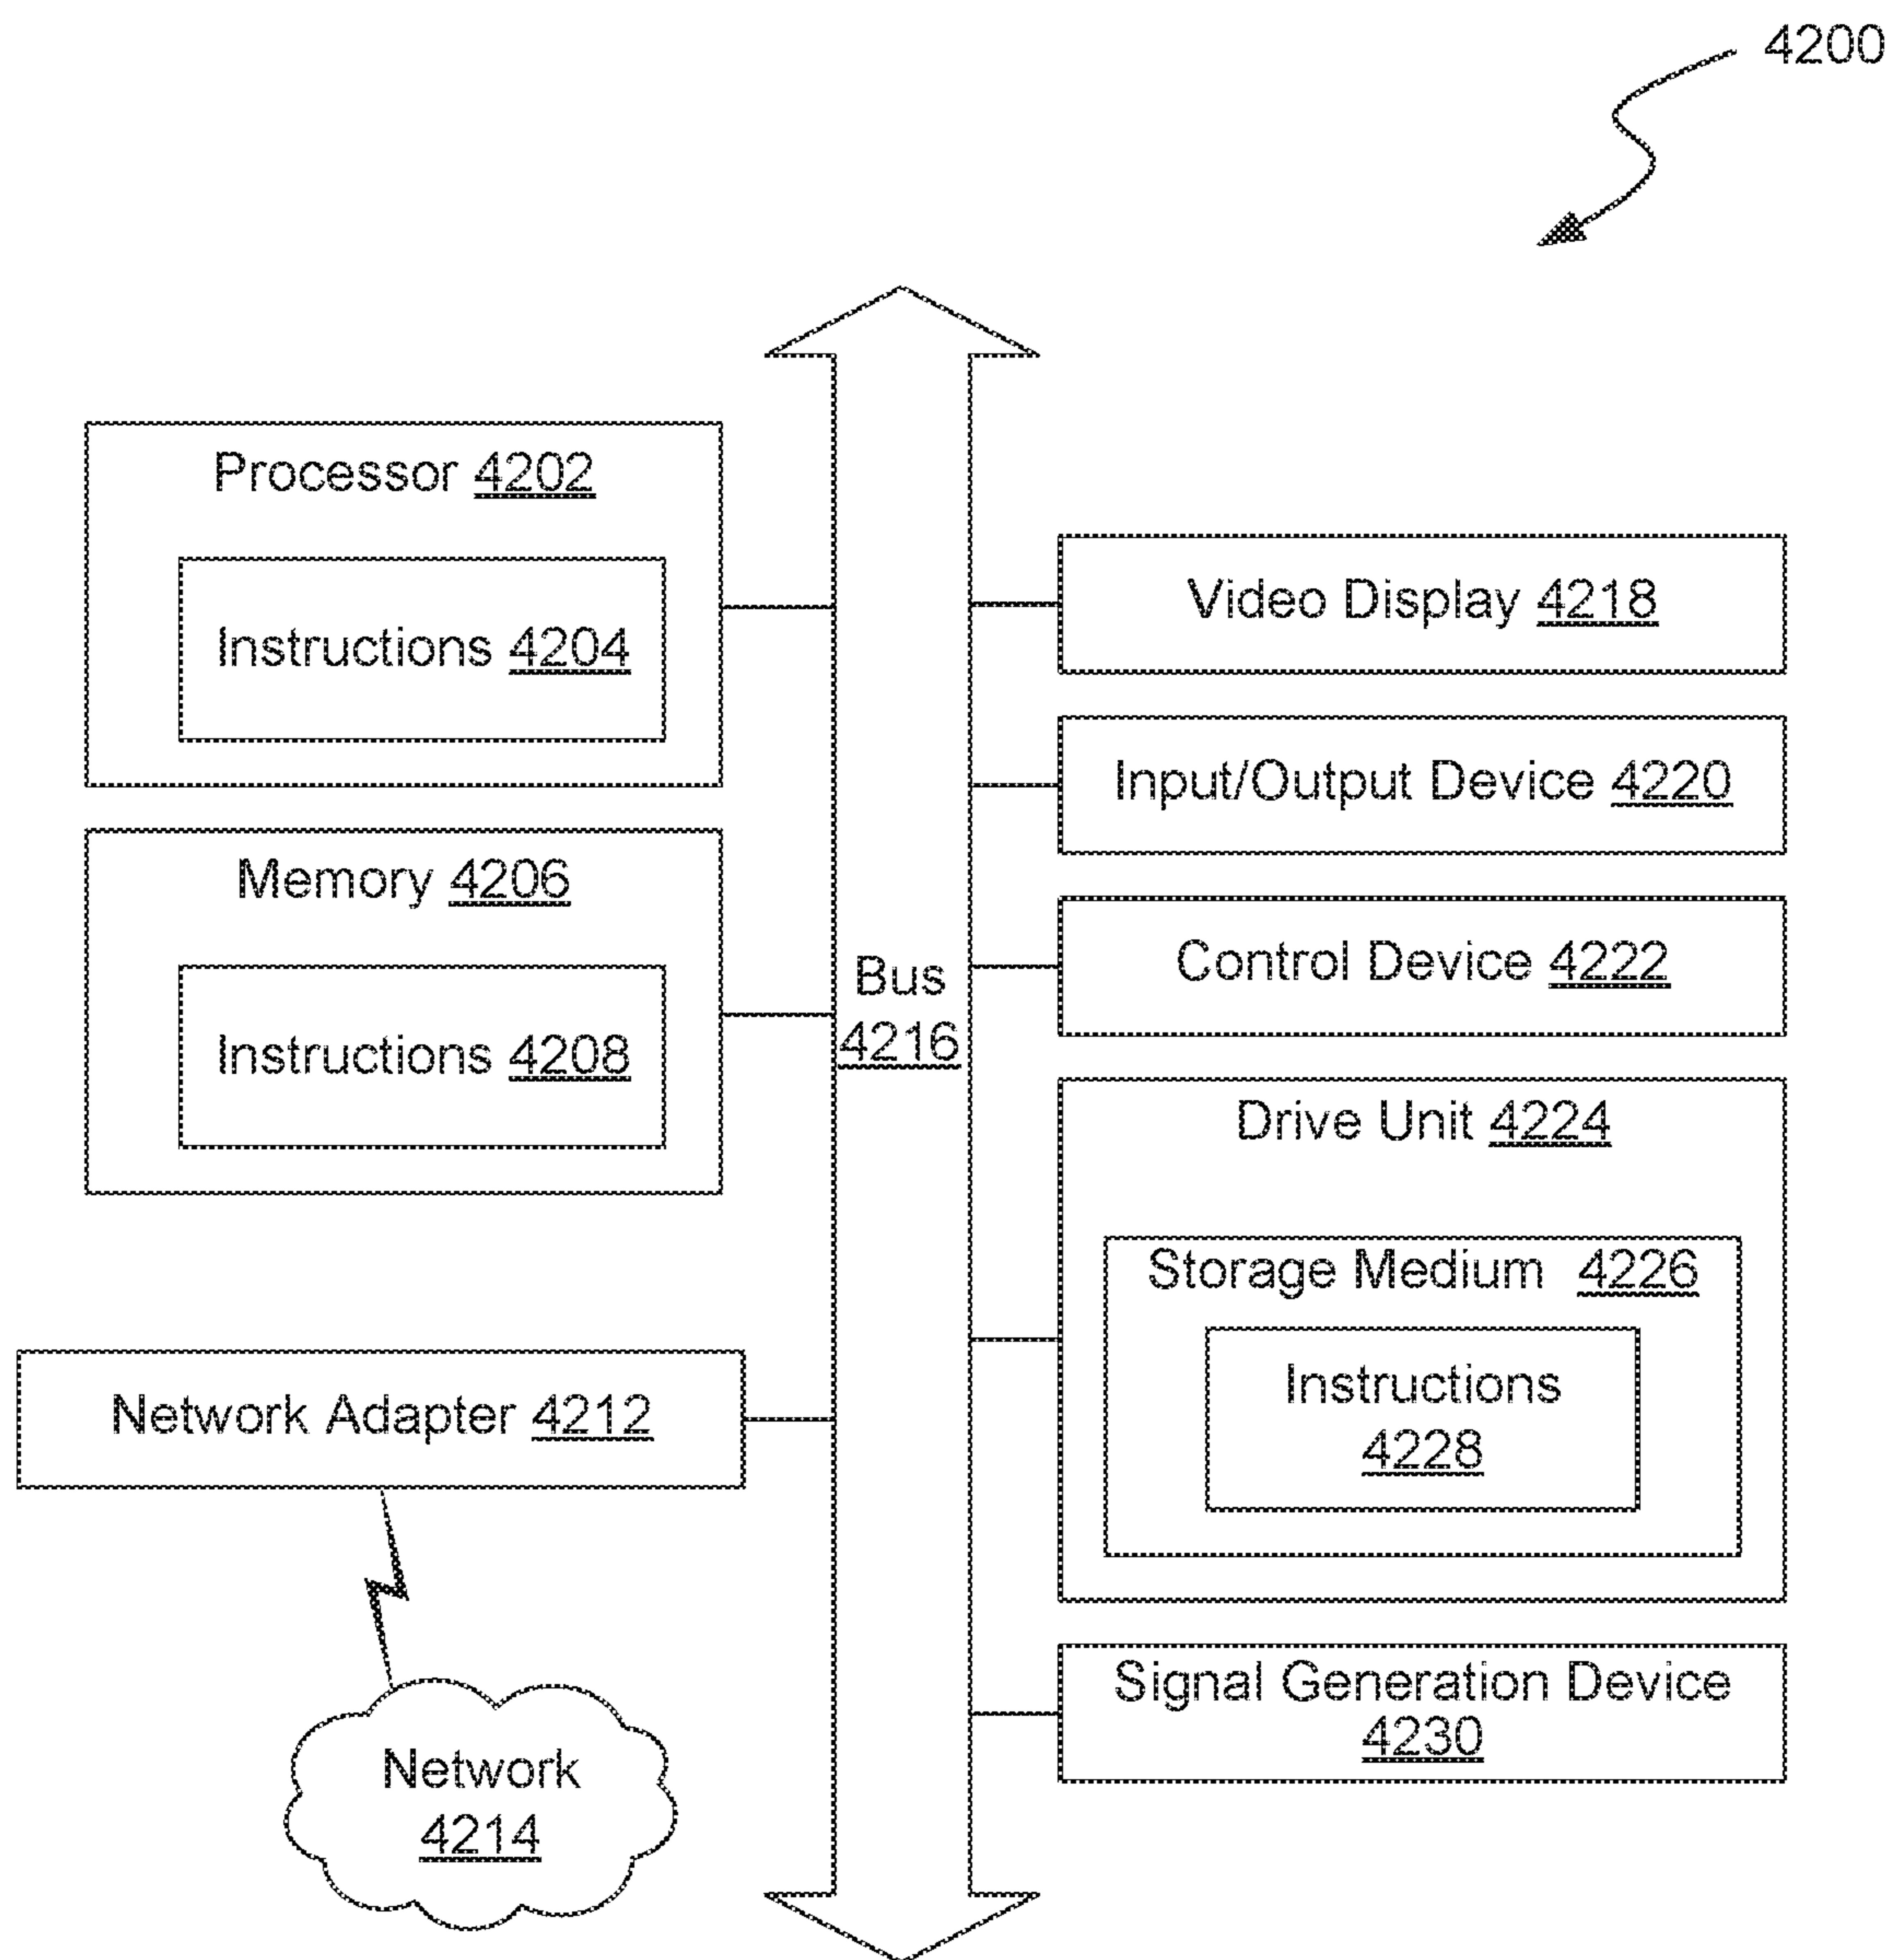 4200
Processor 4202
Instructions 4204
Memory 4206
Instructions 4208
Network Adapter 4212
Network
4214
Bus
4216
Video Display 4218
Input/Output Device 4220
Control Device 4222
Drive Unit 4224
Storage Medium 4226
Instructions
4228
Signal Generation Device
4230